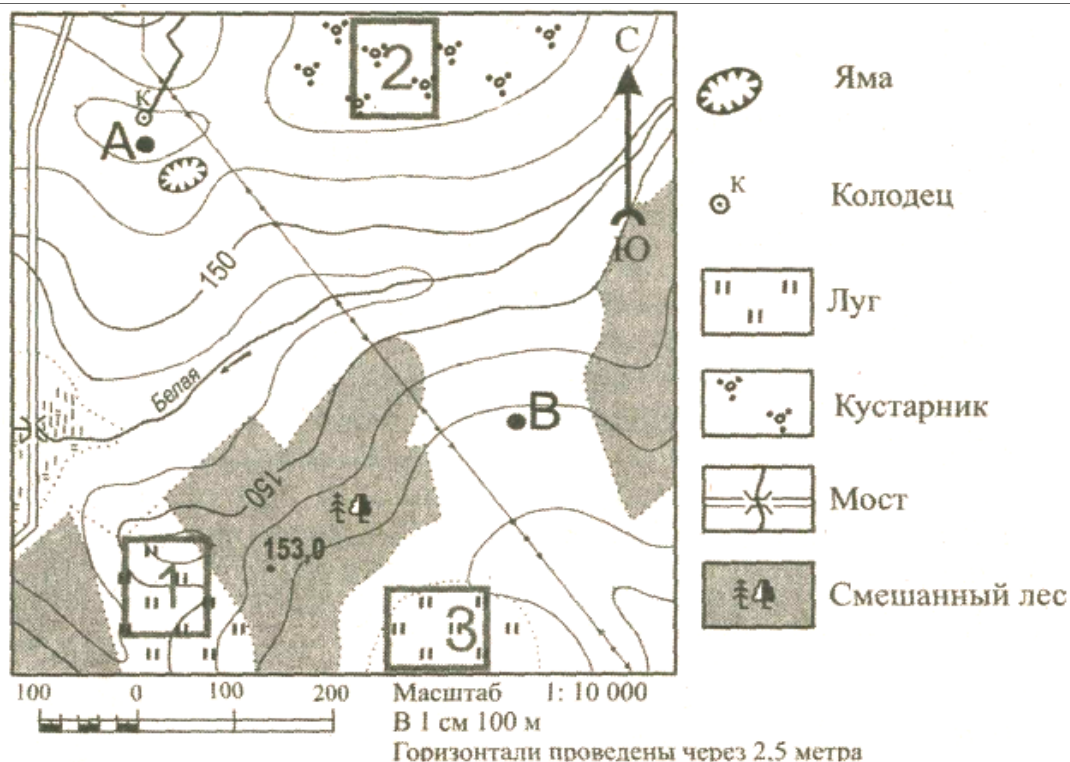 2
С
К
А
Ю
150
Белая
В
150
153,0
1
3
100 0 100 200
Масштаб 1: 10 000
В 1 см 100 м
Горизонтали проведены через 2,5 метра
Яма
К
Колодец
Луг
Кустарник
Мост
Смешанный лес